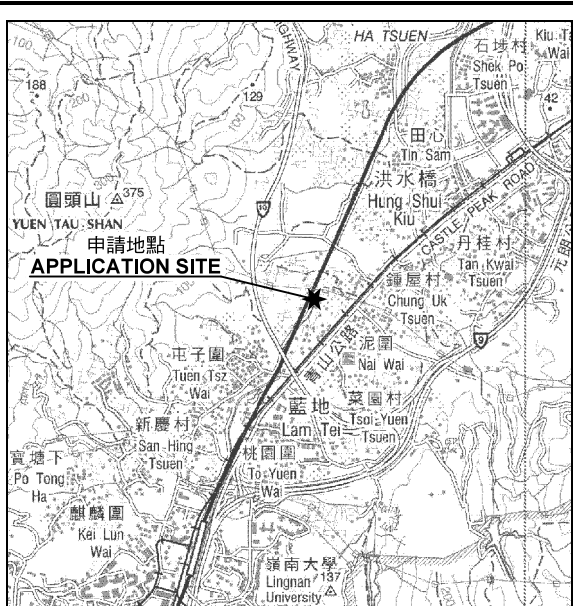 HA TSUEN
石埗村
Shek Po
Tsuen
188
129
42
田心
Tin Sam
洪水橋
Hung Shui
Kiu
CASTLE PEAK ROAD
圓頭山
375
YUEN TAU SHAN
申請地點
APPLICATION SITE
丹桂村
Tan Kwai
Tsuen
鍾屋村
Chung Uk
Tsuen
青山公路
泥圍
Nai Wai
9
屯子圍
Tuen Tsz
Wai
藍地
Lam Tei
菜園村
Tsoi Yuen
Tsuen
新慶村
San Hing
Tsuen
桃園圍
To Yuen
Wai
寶塘下
Po Tong
Ha
麒麟圍
Kei Lun
Wai
嶺南大學
Lingnan
University
137